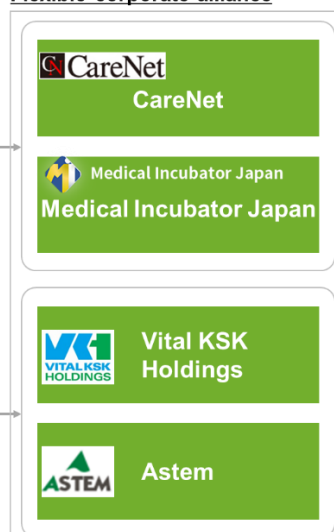 Flexible corporate alliance
CareNet
CareNet
Medical Incubator Japan
Medical Incubator Japan
VITAL KSK
HOLDINGS
Vital KSK
Holdings
ASTEM
Astem